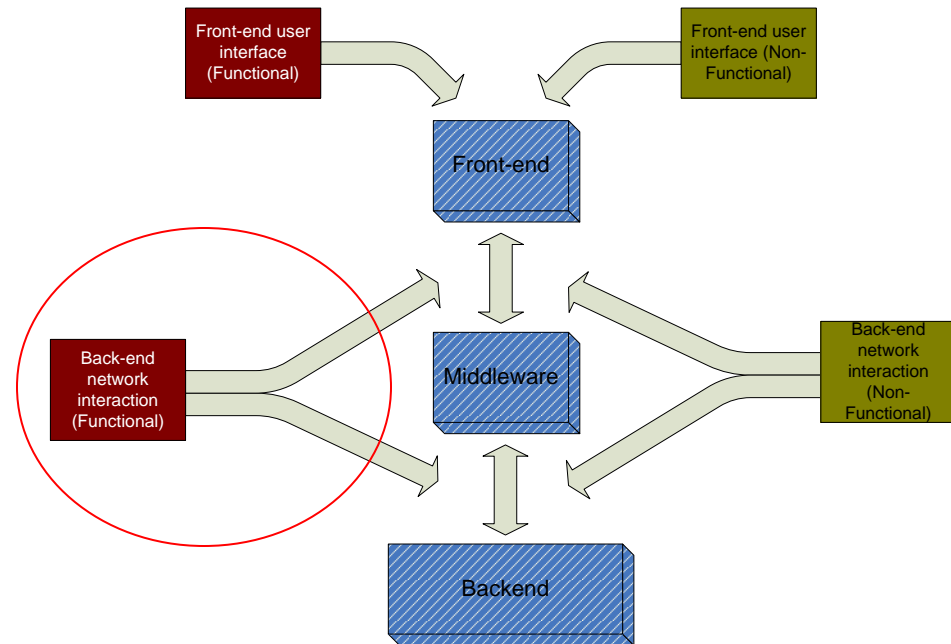 Front-end user
interface
(Functional)
Front-end user
interface (Non-
Functional)
Front-end
Back-end
network
interaction
(Functional)
Middleware
Back-end
network
interaction
(Non-
Functional)
Backend